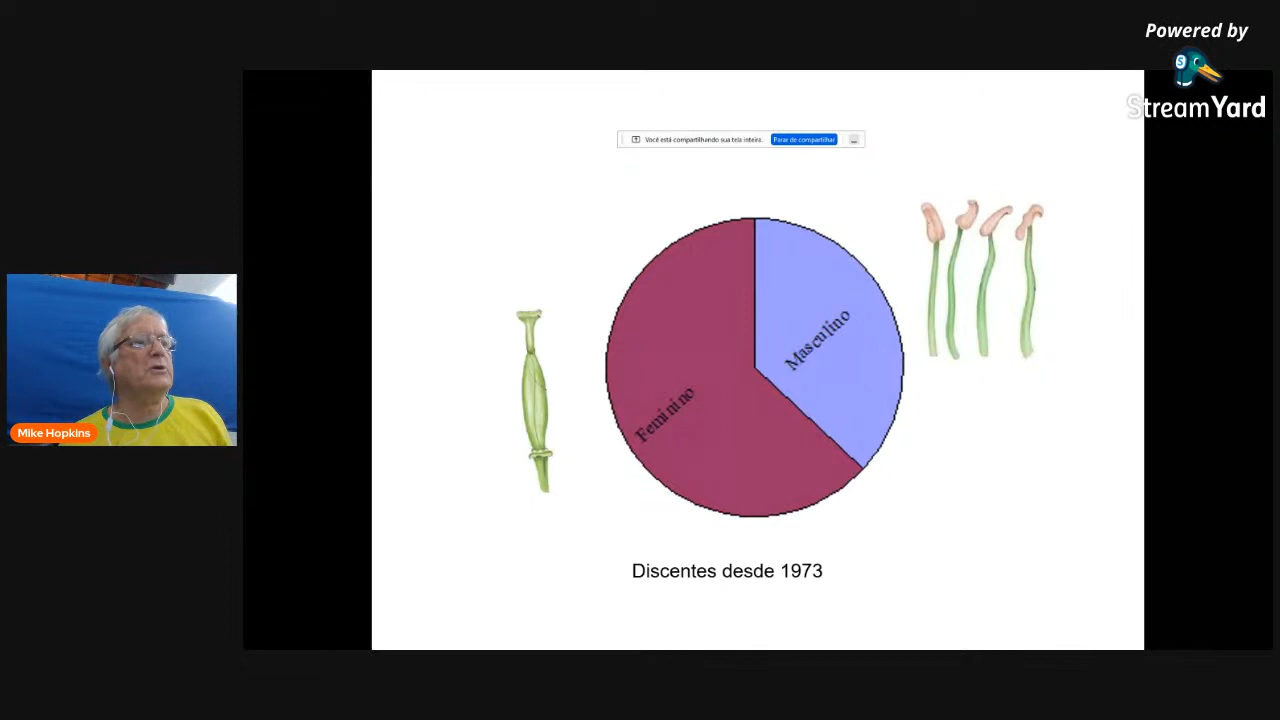 Powered by
StreamYard
Você está compartilhando sua tela inteira.
Parar de compartilhar
Masculino
Feminino
Mike Hopkins
Discentes desde 1973